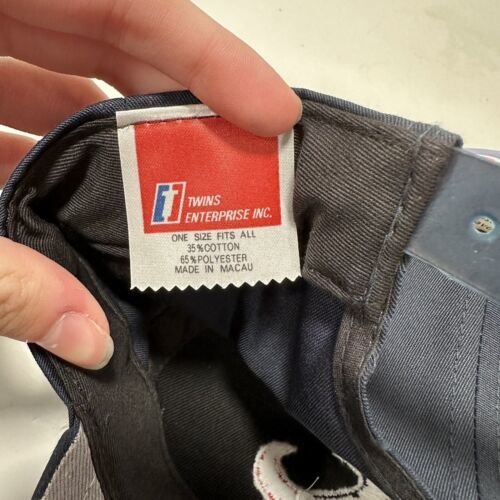 TWINS
ENTERPRISE INC.
ONE SIZE FITS ALL
35%COTTON
65%POLYESTER
MADE IN MACAU